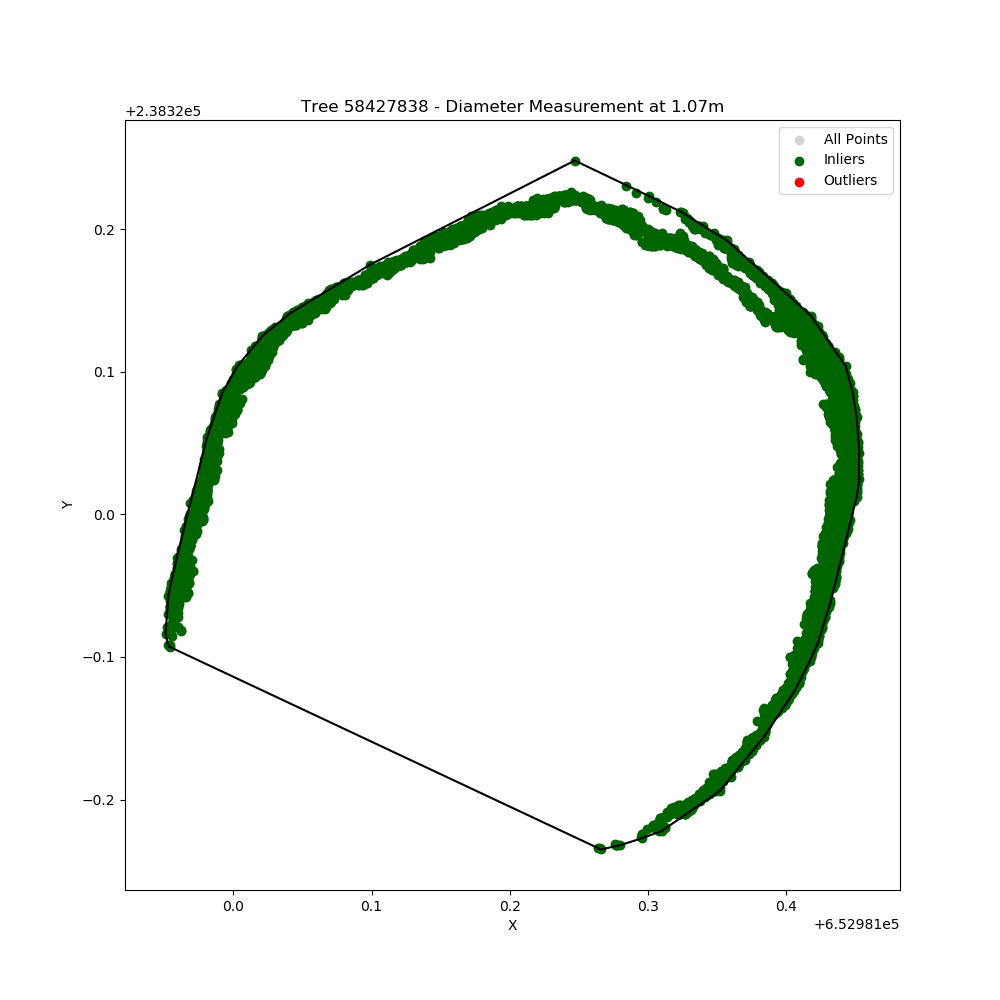 Tree 58427838 - Diameter Measurement at 1.07m
+2.3832e5
All Points
Inliers
Outliers
0.2
0.1
0.0
−0.1
−0.2
Y
0.0
0.1
0.2
0.3
0.4
X
+6.52981e5